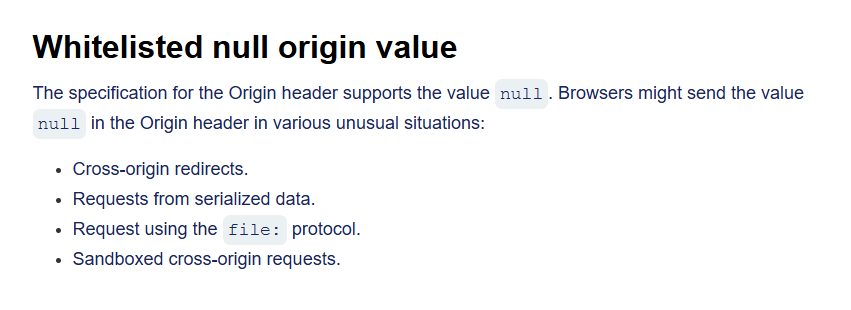 Whitelisted null origin value
The specification for the Origin header supports the value null. Browsers might send the value
null in the Origin header in various unusual situations:
• Cross-origin redirects.
• Requests from serialized data.
• Request using the file: protocol.
• Sandboxed cross-origin requests.